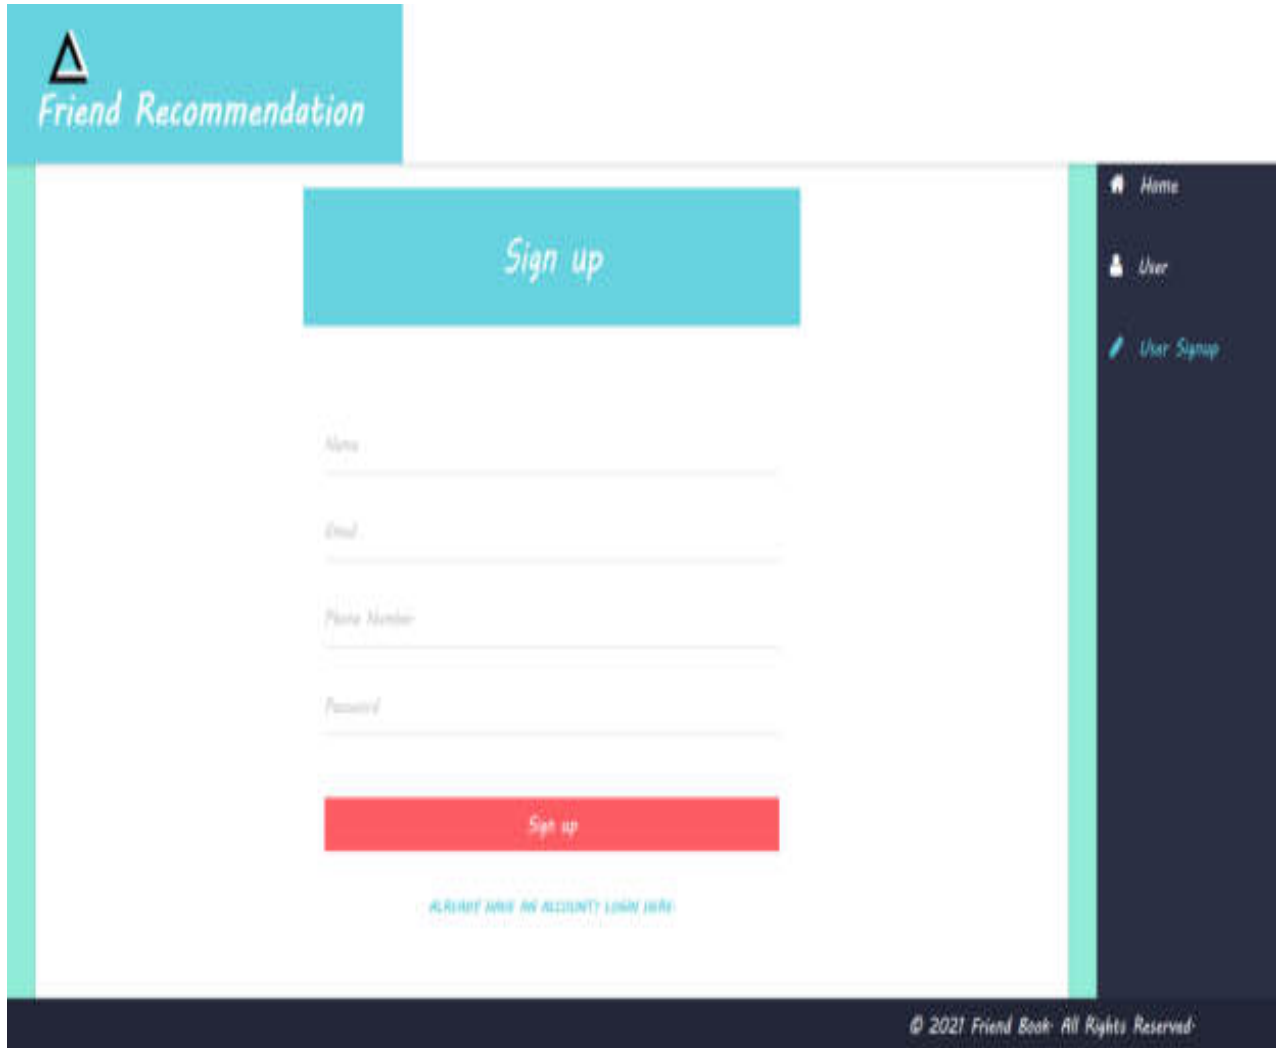 Friend Recommendation
Home
User
User Signup
Sign up
Name
Email
Phone Number
Password
Sign up
ALREADY HAVE AN ACCOUNT? LOGIN HERE.
© 2021 Friend Book. All Rights Reserved.